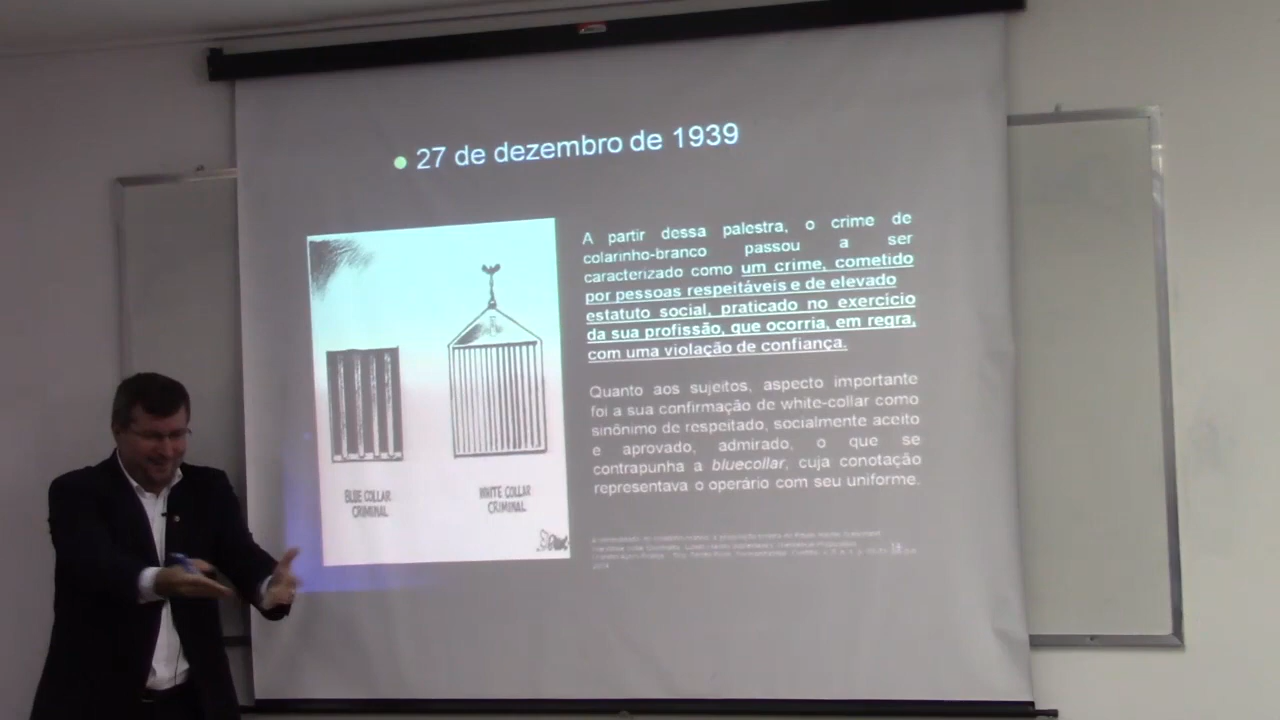 27 de dezembro de 1939
A partir dessa palestra, o crime de
colarinho-branco passou a ser
caracterizado como um crime, cometido
por pessoas respeitáveis e de elevado
estatuto social, praticado no exercício
da sua profissão, que ocorria, em regra,
com uma violação de confiança.
Quanto aos sujeitos, aspecto importante
foi a sua confirmação de white-collar como
sinônimo de respeitado, socialmente aceito
e aprovado, admirado, o que se
contrapunha a bluecollar, cuja conotação
representava o operário com seu uniforme.
BLUE COLLAR
CRIMINAL
WHITE COLLAR
CRIMINAL